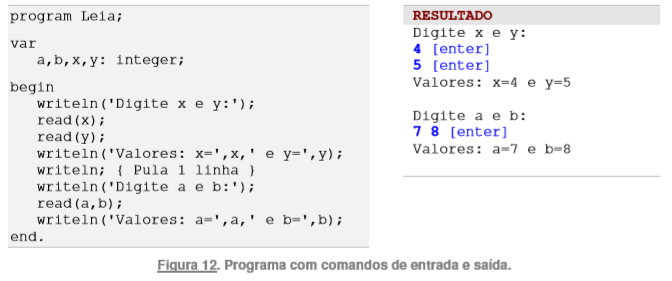 program Leia;
var
a,b,x,y: integer;
begin
writeln('Digite x e y:');
read(x);
read(y);
writeln('Valores: x=',x,' e y=',y);
writeln; { Pula 1 linha }
writeln('Digite a e b:');
read(a,b);
writeln('Valores: a=',a,' e b=',b);
end.
RESULTADO
Digite x e y:
4 [enter]
5 [enter]
Valores: x=4 e y=5
Digite a e b:
7 8 [enter]
Valores: a=7 e b=8
Figura 12. Programa com comandos de entrada e saída.